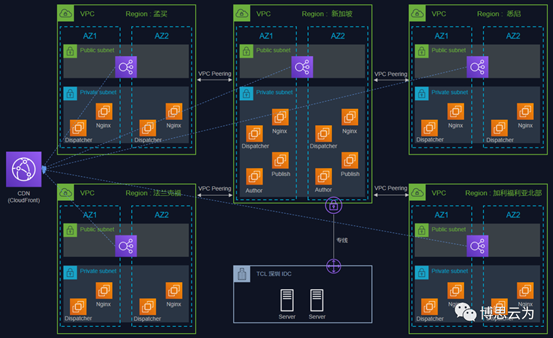 VPC Region : 孟买
AZ1 AZ2
Public subnet
Private subnet
Nginx Nginx
Dispatcher Dispatcher
VPC Peering
VPC Region : 新加坡
AZ1 AZ2
Public subnet
Private subnet
Nginx Nginx
Dispatcher Dispatcher
Publish Publish
Author Author
VPC Peering
VPC Region : 悉尼
AZ1 AZ2
Public subnet
Private subnet
Nginx Nginx
Dispatcher Dispatcher
CDN
(CloudFront)
VPC Region : 法兰克福
AZ1 AZ2
Public subnet
Private subnet
Nginx Nginx
Dispatcher Dispatcher
VPC Peering
专线
TCL 深圳 IDC
Server Server
VPC Peering
VPC Region : 加利福利亚北部
AZ1 AZ2
Public subnet
Private subnet
Nginx Nginx
Dispatcher Dispatcher
博思云为